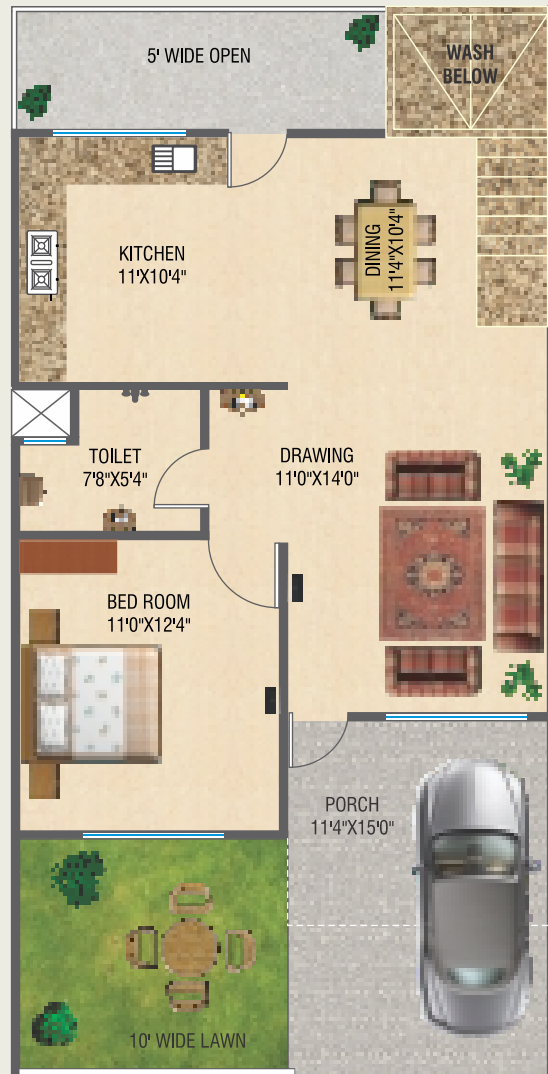 5' WIDE OPEN
WASH
BELOW
KITCHEN
11'X10'4"
DINING
11'4"X10'4"
TOILET
7'8"X5'4"
DRAWING
11'0"X14'0"
BED ROOM
11'0"X12'4"
PORCH
11'4"X15'0"
10' WIDE LAWN